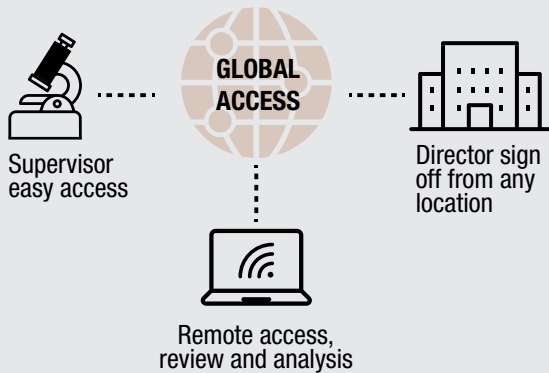 GLOBAL
ACCESS
Supervisor
easy access
Director sign
off from any
location
Remote access,
review and analysis